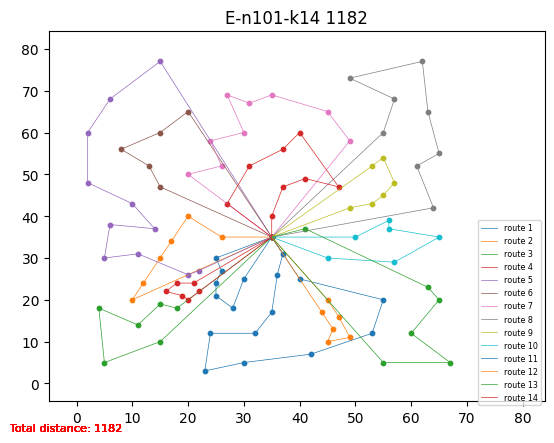 E-n101-k14 1182
80
70
60
50
40
30
20
10
0
0 10 20 30 40 50 60 70 80
route 1
route 2
route 3
route 4
route 5
route 6
route 7
route 8
route 9
route 10
route 11
route 12
route 13
route 14
Total distance: 1182